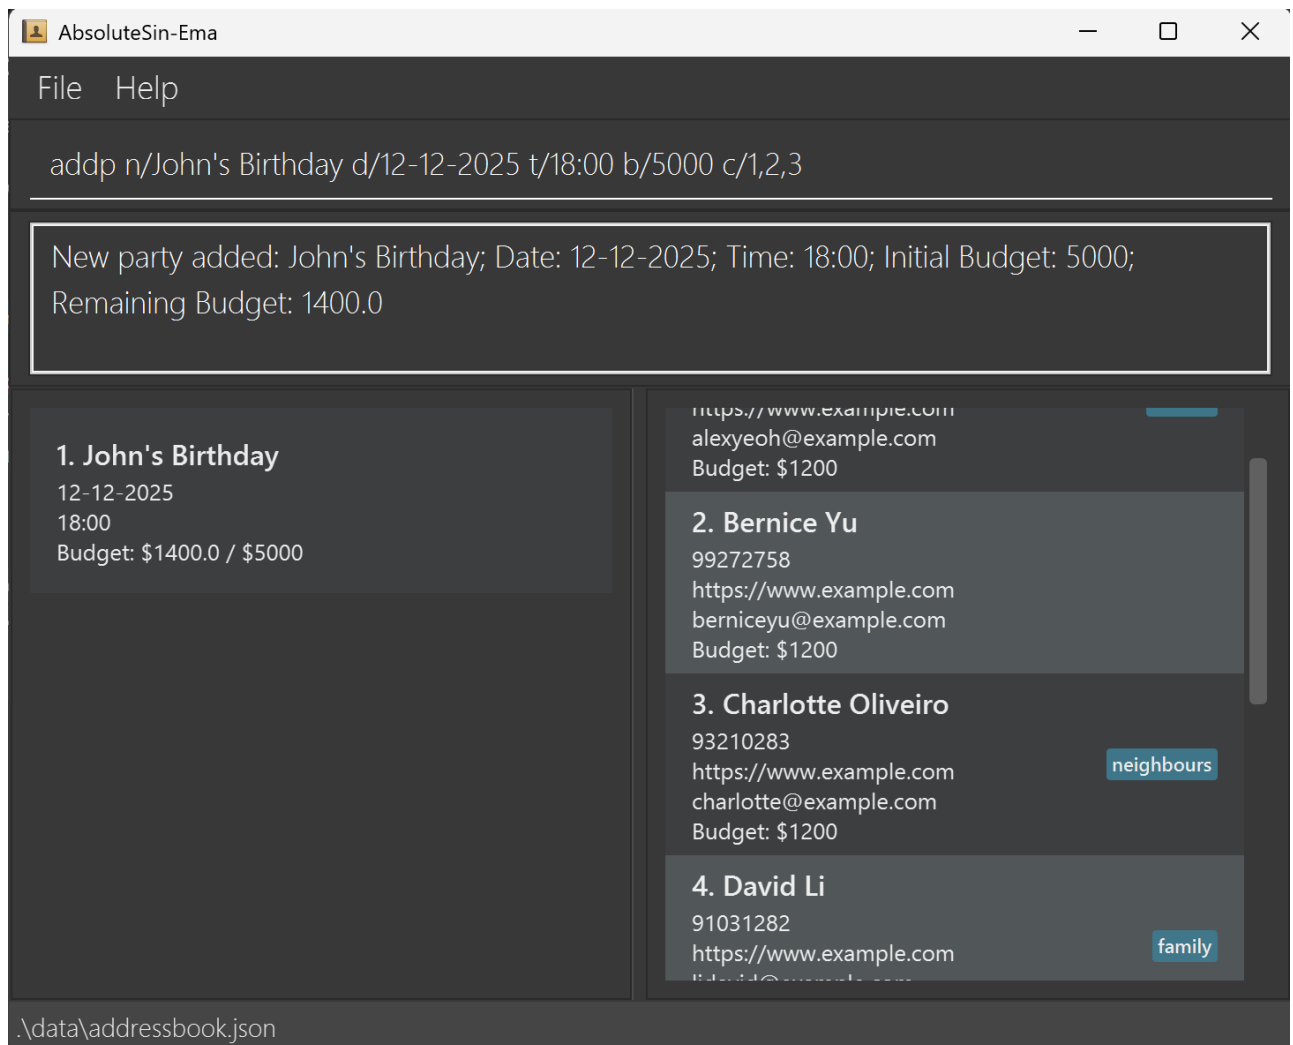 AbsoluteSin-Ema
File Help
addp n/John's Birthday d/12-12-2025 t/18:00 b/5000 c/1,2,3
New party added: John's Birthday; Date: 12-12-2025; Time: 18:00; Initial Budget: 5000;
Remaining Budget: 1400.0
1. John's Birthday
12-12-2025
18:00
Budget: $1400.0 / $5000
https://www.example.com
alexyeoh@example.com
Budget: $1200
2. Bernice Yu
99272758
https://www.example.com
berniceyu@example.com
Budget: $1200
3. Charlotte Oliveiro
93210283
neighbours
https://www.example.com
charlotte@example.com
Budget: $1200
4. David Li
91031282
family
https://www.example.com
.\data\addressbook.json